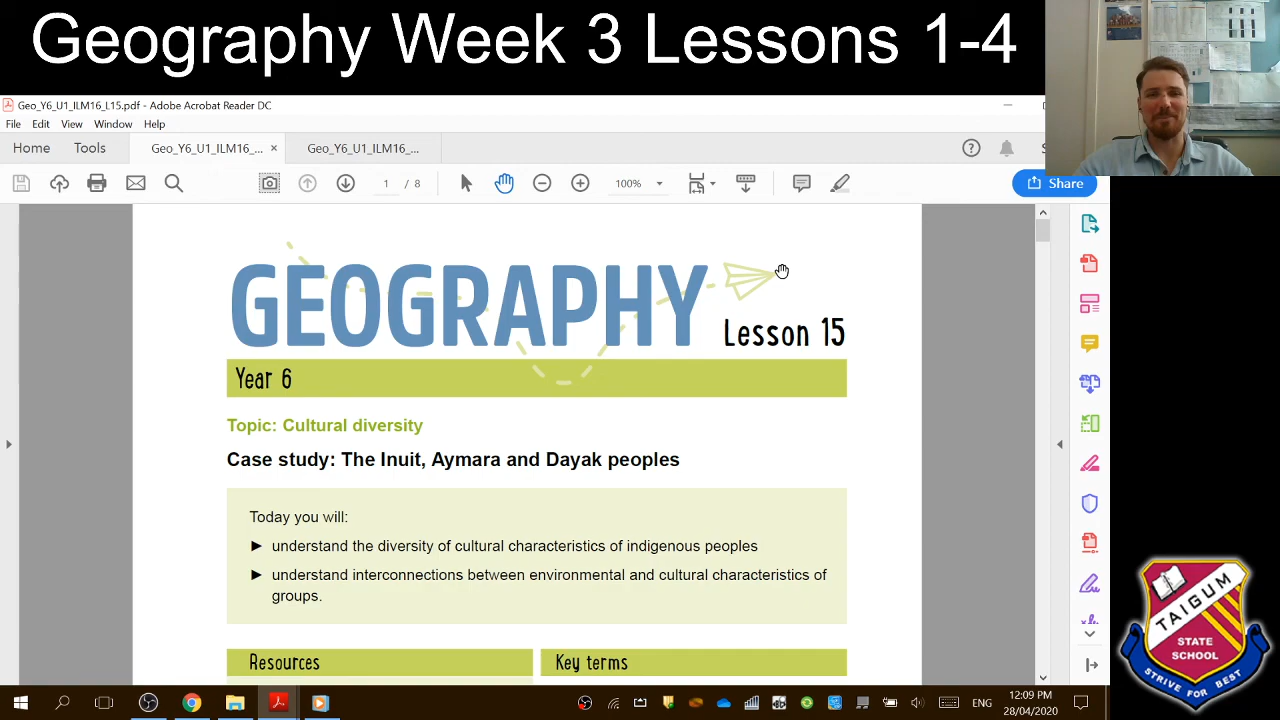 Geography Week 3 Lessons 1-4
Geo_Y6_U1_ILM16_L15.pdf - Adobe Acrobat Reader DC
File Edit View Window Help
Home Tools Geo_Y6_U1_ILM16_... × Geo_Y6_U1_ILM16_...
1 / 8 100% Share
GEOGRAPHY
Lesson 15
Year 6
Topic: Cultural diversity
Case study: The Inuit, Aymara and Dayak peoples
Today you will:
► understand the diversity of cultural characteristics of indigenous peoples
► understand interconnections between environmental and cultural characteristics of
groups.
Resources Key terms
TAIGUM
STATE
SCHOOL
STRIVE FOR BEST
ENG
12:09 PM
28/04/2020